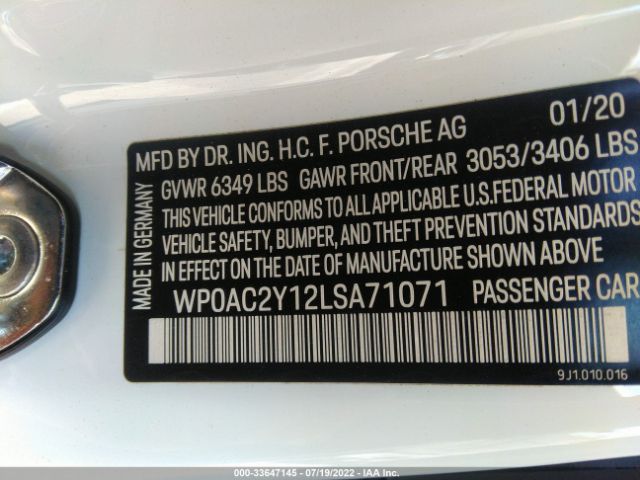 01/20
MFD BY DR. ING. H.C. F. PORSCHE AG
GVWR 6349 LBS GAWR FRONT/REAR 3053/3406 LBS
THIS VEHICLE CONFORMS TO ALL APPLICABLE U.S.FEDERAL MOTOR
VEHICLE SAFETY, BUMPER, AND THEFT PREVENTION STANDARDS
IN EFFECT ON THE DATE OF MANUFACTURE SHOWN ABOVE
WP0AC2Y12LSA71071 PASSENGER CAR
MADE IN GERMANY
9J1.010.016
000-33647145 - 07/19/2022 - IAA, Inc.